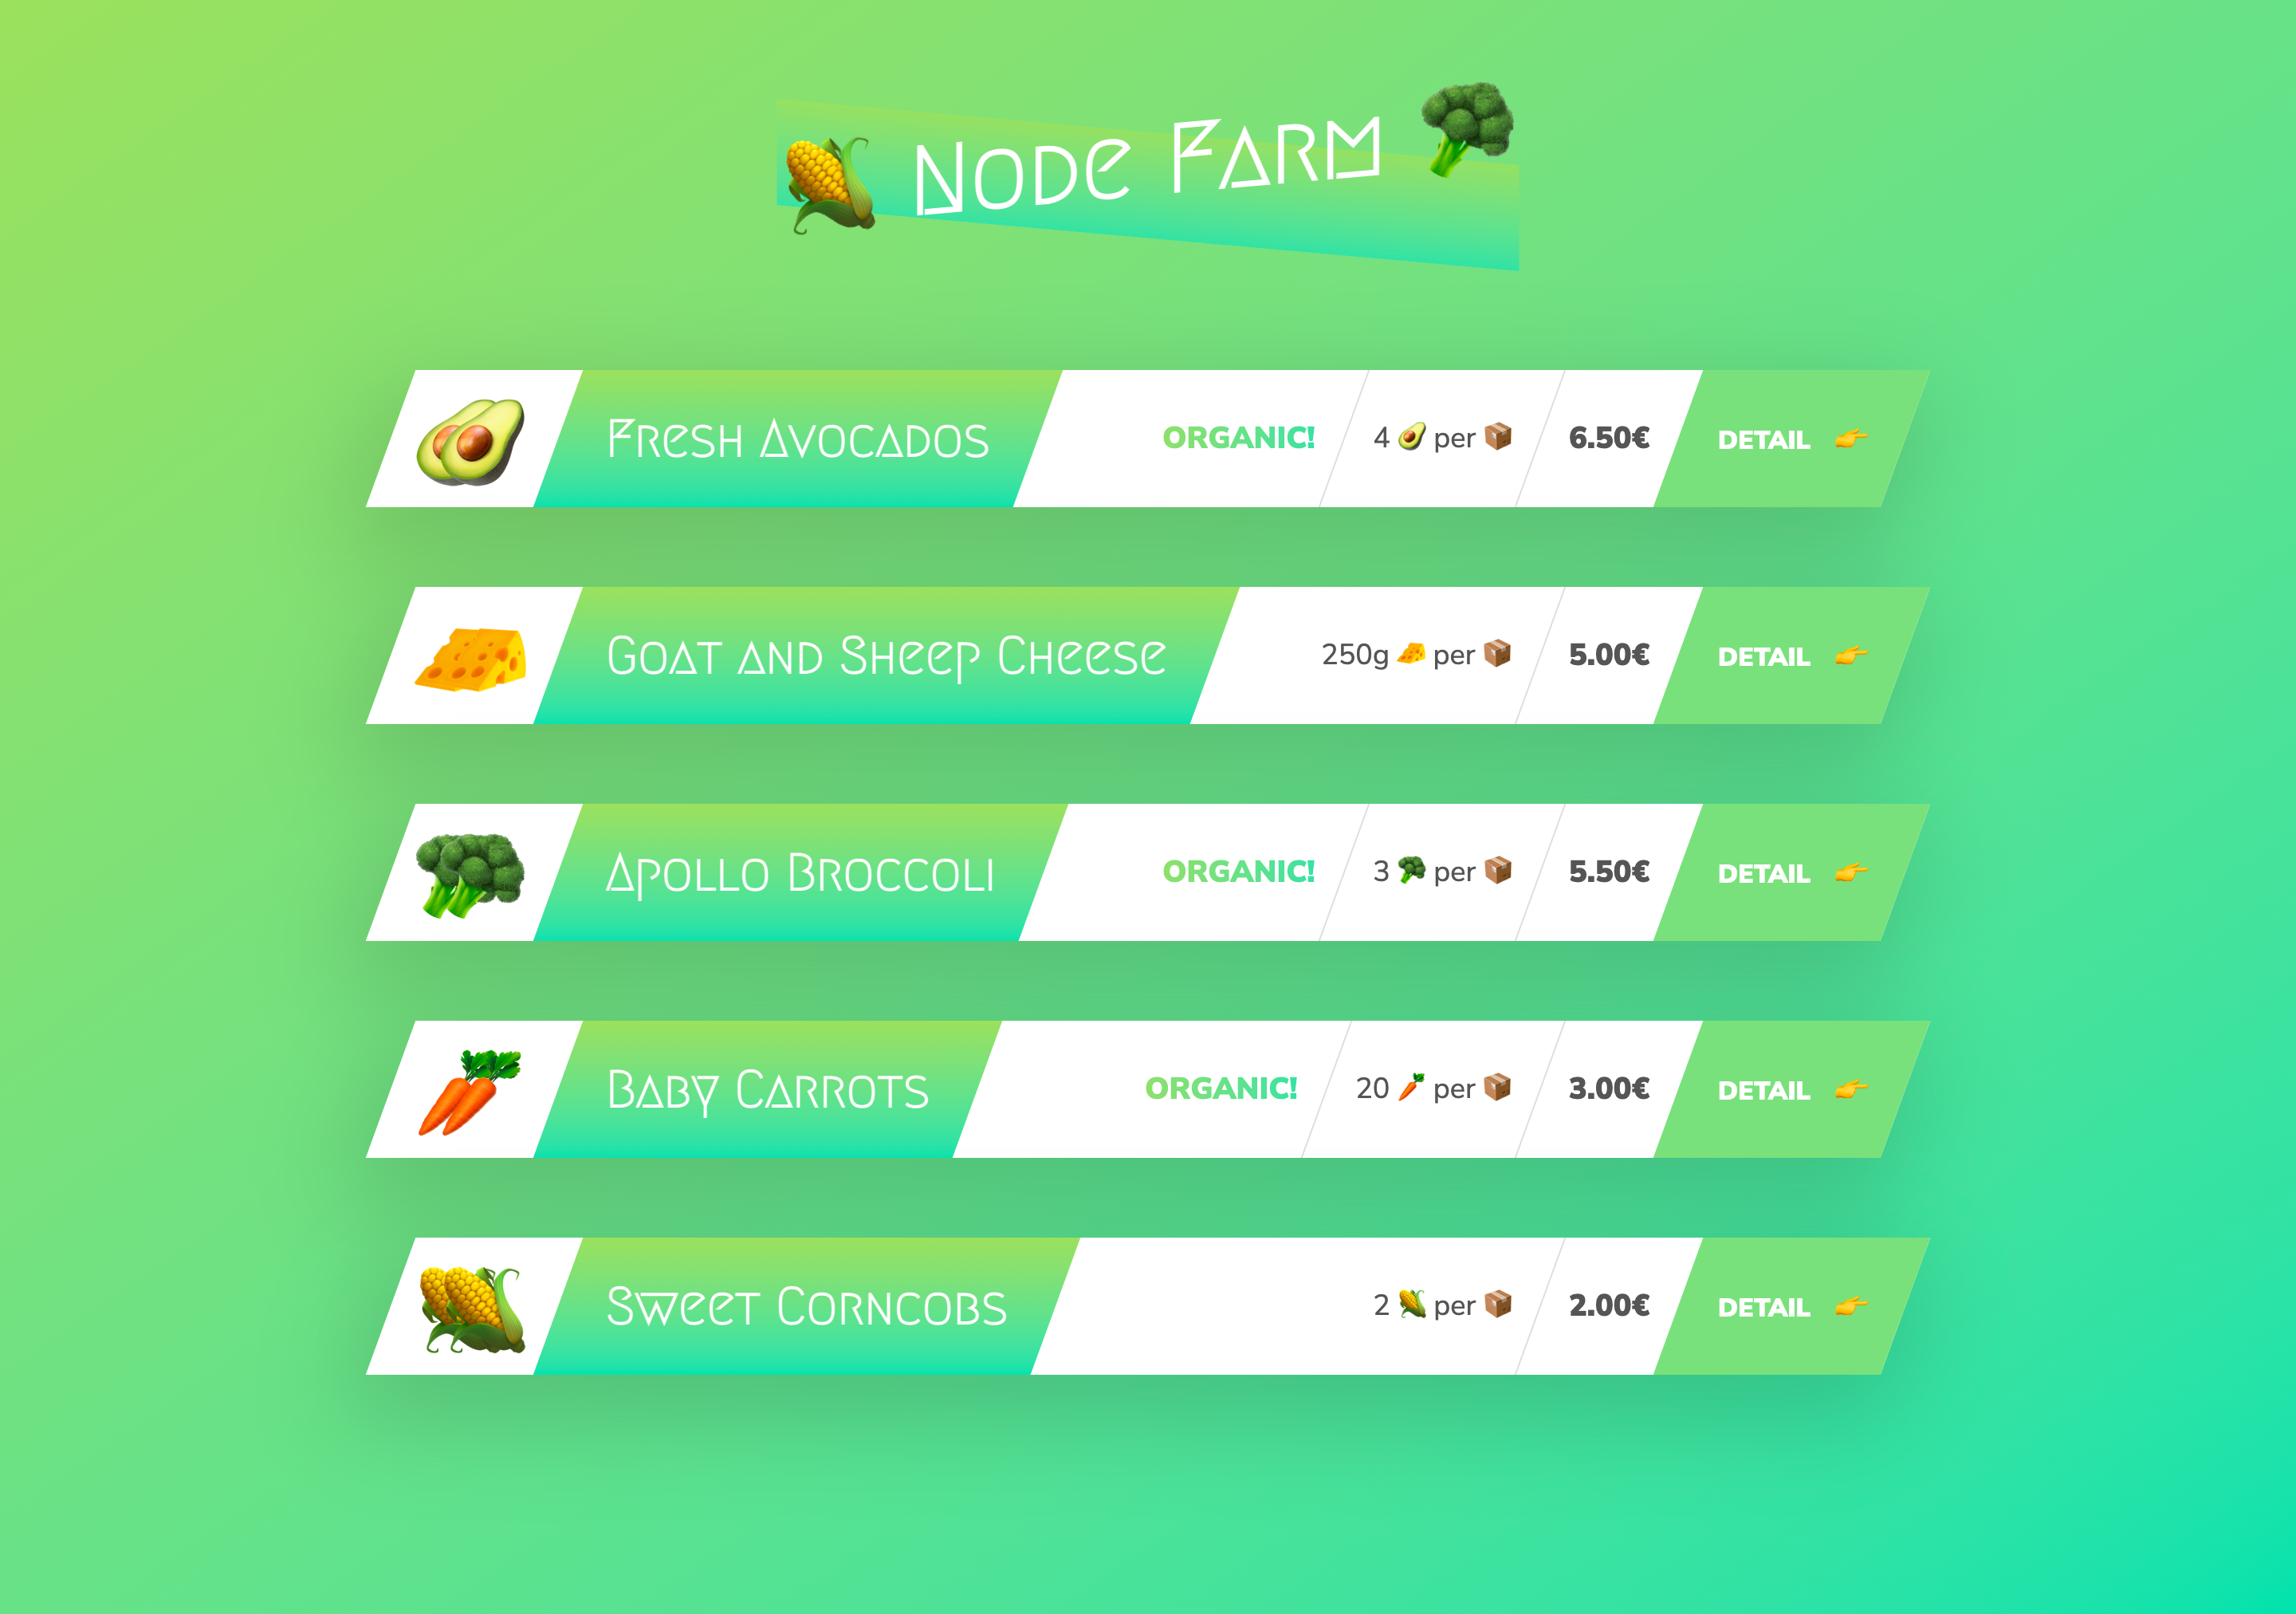 🌽 Node Farm 🥦
Fresh Avocados ORGANIC! 4 🥑 per 📦 6.50€ DETAIL 👉
Goat and Sheep Cheese 250g 🧀 per 📦 5.00€ DETAIL 👉
Apollo Broccoli ORGANIC! 3 🥦 per 📦 5.50€ DETAIL 👉
Baby Carrots ORGANIC! 20 🥕 per 📦 3.00€ DETAIL 👉
Sweet Corncobs 2 🌽 per 📦 2.00€ DETAIL 👉